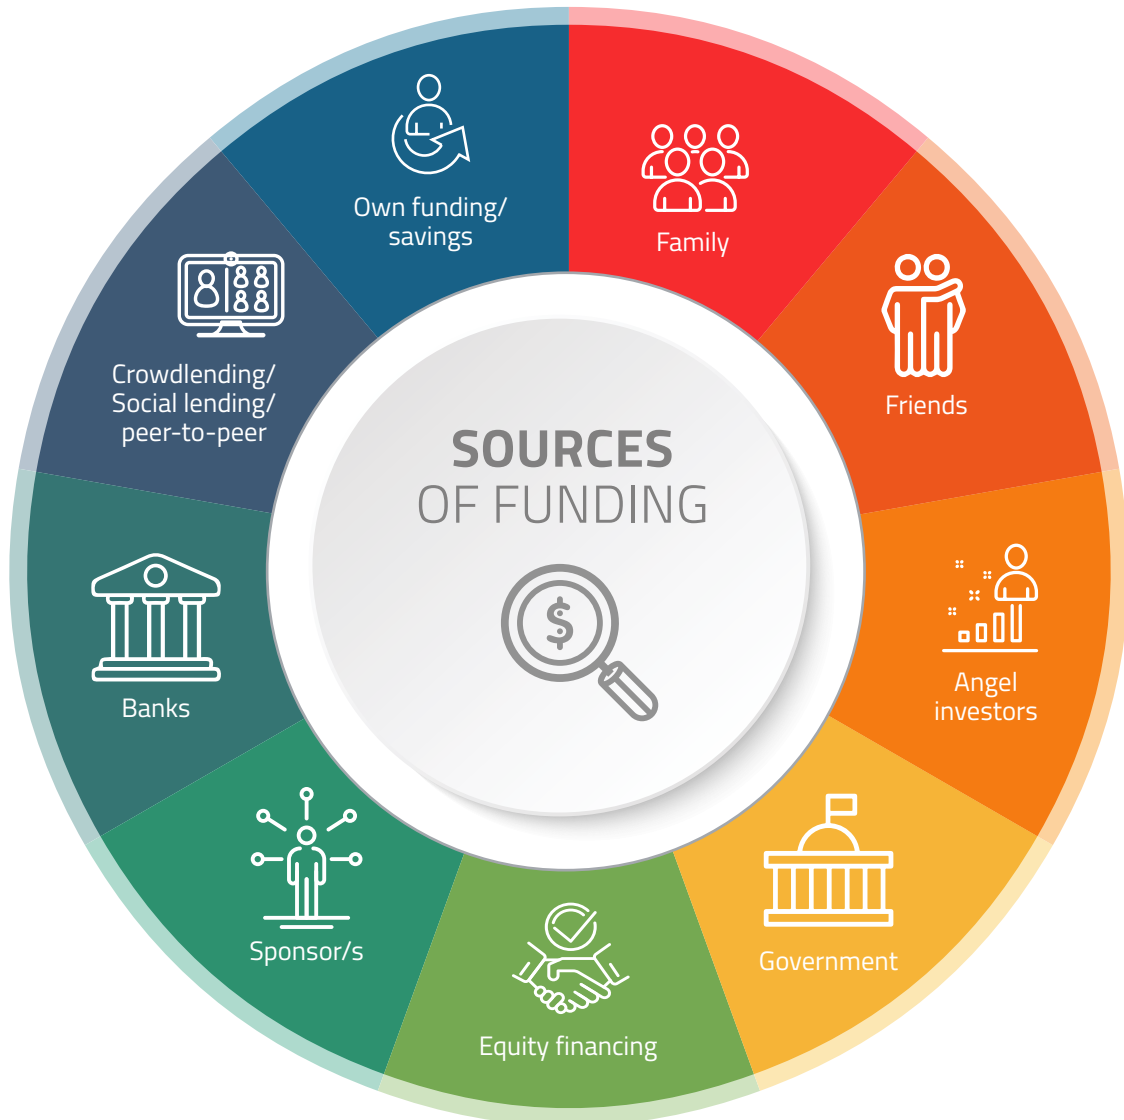 SOURCES
OF FUNDING
$
Family
Friends
Angel
investors
Government
Equity financing
Sponsor/s
Banks
Crowdlending/
Social lending/
peer-to-peer
Own funding/
savings